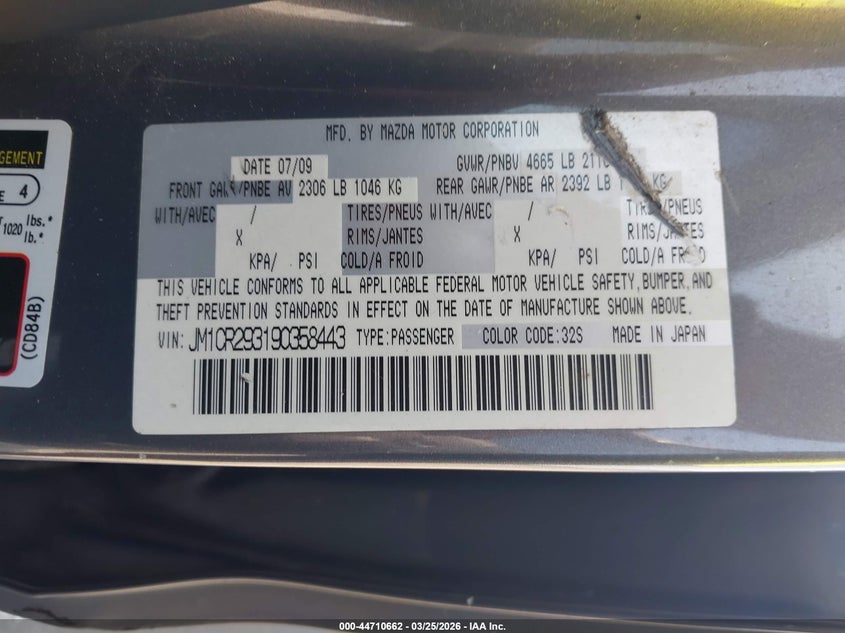 MFD. BY MAZDA MOTOR CORPORATION
DATE 07/09 GVWR/PNBV 4665 LB
FRONT GAWR/PNBE AV 2306 LB 1046 KG REAR GAWR/PNBE AR 2392 LB KG
WITH/AVEC / TIRES/PNEUS WITH/AVEC / TIRES/PNEUS
X RIMS/JANTES X RIMS/JANTES
KPA/ PSI COLD/A FROID KPA/ PSI COLD/A FROID
THIS VEHICLE CONFORMS TO ALL APPLICABLE FEDERAL MOTOR VEHICLE SAFETY, BUMPER, AND
THEFT PREVENTION STANDARDS IN EFFECT ON THE DATE OF MANUFACTURE SHOWN ABOVE.
VIN: JM1CR293190358443 TYPE:PASSENGER COLOR CODE:32S MADE IN JAPAN
4
1020 lbs.*
lb.*
(CD84B)
000-44710662 - 03/25/2026 - IAA Inc.